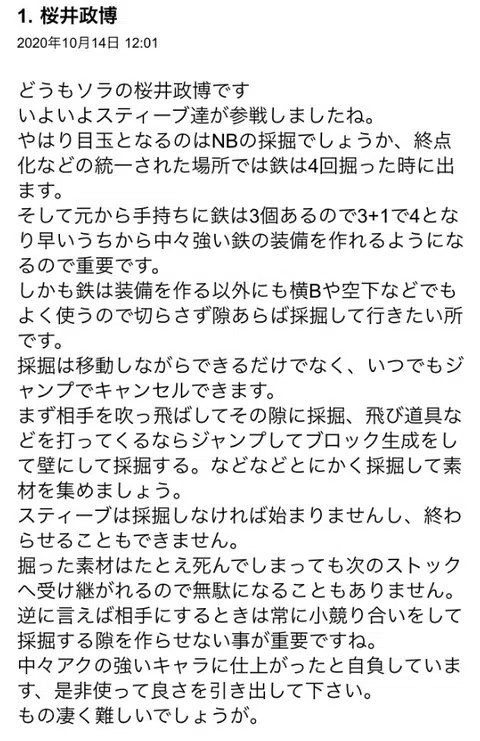 1. 桜井政博
2020年10月14日 12:01
どうもソラの桜井政博です
いよいよスティーブ達が参戦しましたね。
やはり目玉となるのはNBの採掘でしょうか、終点
化などの統一された場所では鉄は4回掘った時に出
ます。
そして元から手持ちに鉄は3個あるので3+1で4とな
り早いうちから中々強い鉄の装備を作れるようにな
るので重要です。
しかも鉄は装備を作る以外にも横Bや空下などでも
よく使うので切らさず隙あらば採掘して行きたい所
です。
採掘は移動しながらできるだけでなく、いつでもジ
ャンプでキャンセルできます。
まず相手を吹っ飛ばしてその隙に採掘、飛び道具な
どを打ってくるならジャンプしてブロック生成をし
て壁にして採掘する。などなどとにかく採掘して素
材を集めましょう。
スティーブは採掘しなければ始まりませんし、終わ
らせることもできません。
掘った素材はたとえ死んでしまっても次のストック
へ受け継がれるので無駄になることもありません。
逆に言えば相手にするときは常に小競り合いをして
採掘する隙を作らせない事が重要ですね。
中々アクの強いキャラに仕上がったと自負していま
す、是非使って良さを引き出して下さい。
もの凄く難しいでしょうが。